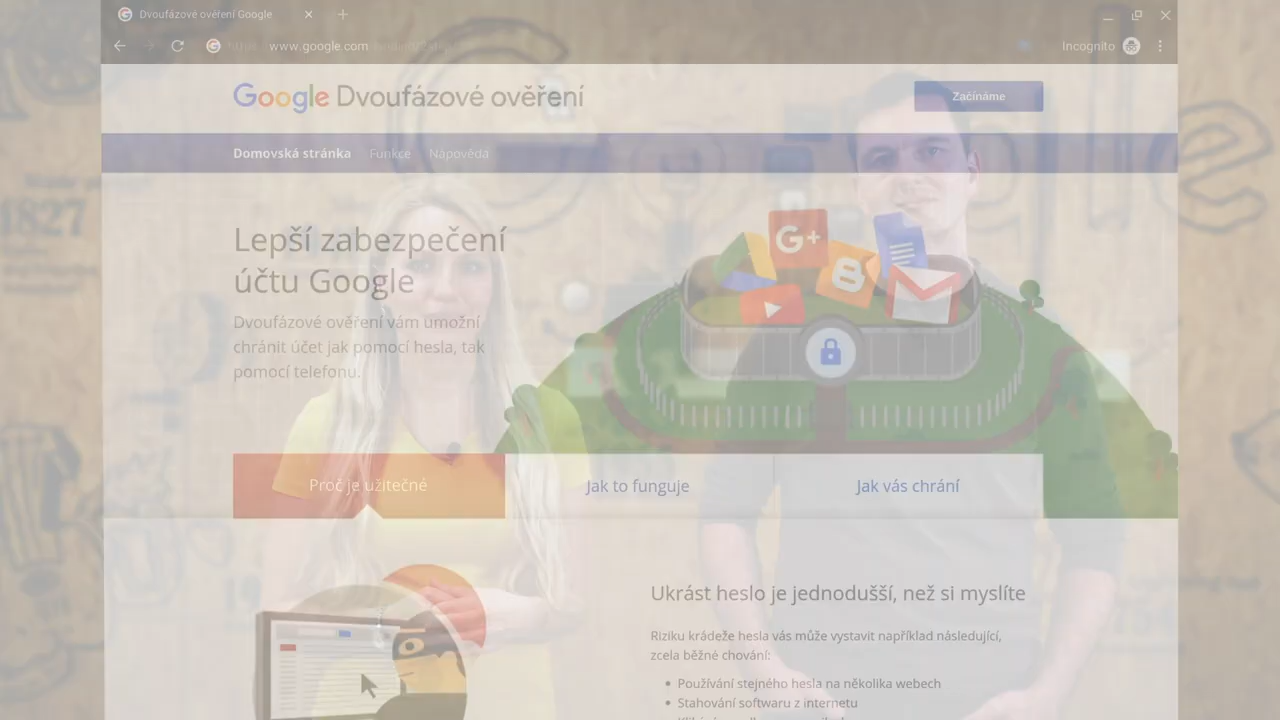 Dvoufázové ověření Google
www.google.com
Incognito
Google Dvoufázové ověření
Začínáme
Domovská stránka Funkce Nápověda
1827
Lepší zabezpečení
účtu Google
Dvoufázové ověření vám umožní
chránit účet jak pomocí hesla, tak
pomocí telefonu.
G+
Proč je užitečné
Jak to funguje
Jak vás chrání
Ukrást heslo je jednodušší, než si myslíte
Riziku krádeže hesla vás může vystavit například následující,
zcela běžné chování:
Používání stejného hesla na několika webech
Stahování softwaru z internetu